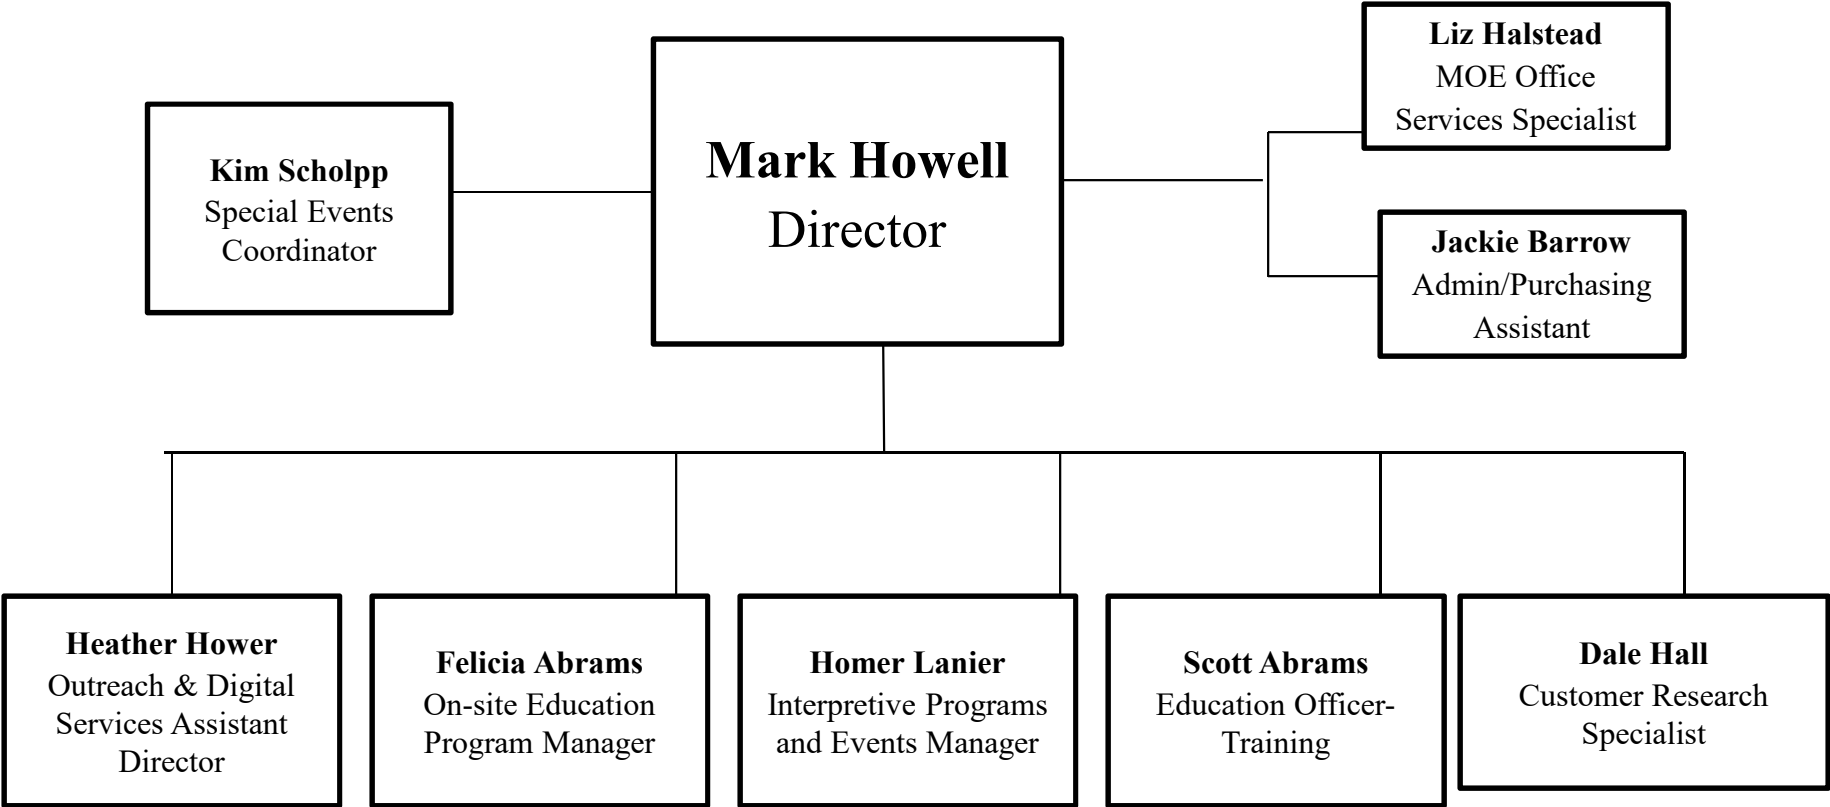 Liz Halstead
MOE Office
Services Specialist
Mark Howell
Director
Kim Scholpp
Special Events
Coordinator
Jackie Barrow
Admin/Purchasing
Assistant
Heather Hower
Outreach & Digital
Services Assistant
Director
Felicia Abrams
On-site Education
Program Manager
Homer Lanier
Interpretive Programs
and Events Manager
Scott Abrams
Education Officer-
Training
Dale Hall
Customer Research
Specialist